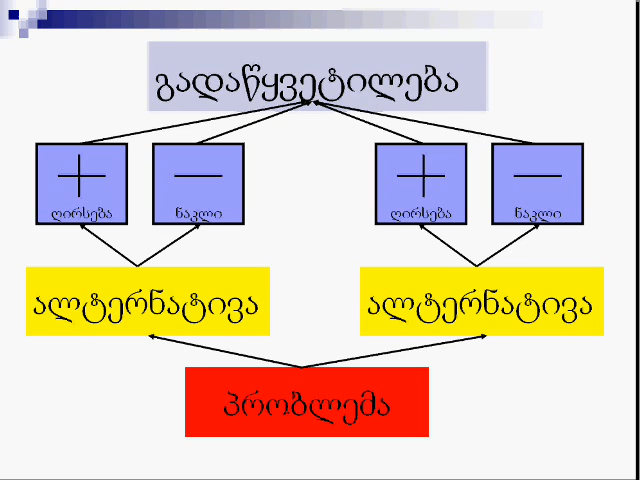 გადაწყვეტილება
+ — + —
ღირსება ნაკლი ღირსება ნაკლი
ალტერნატივა ალტერნატივა
პრობლემა